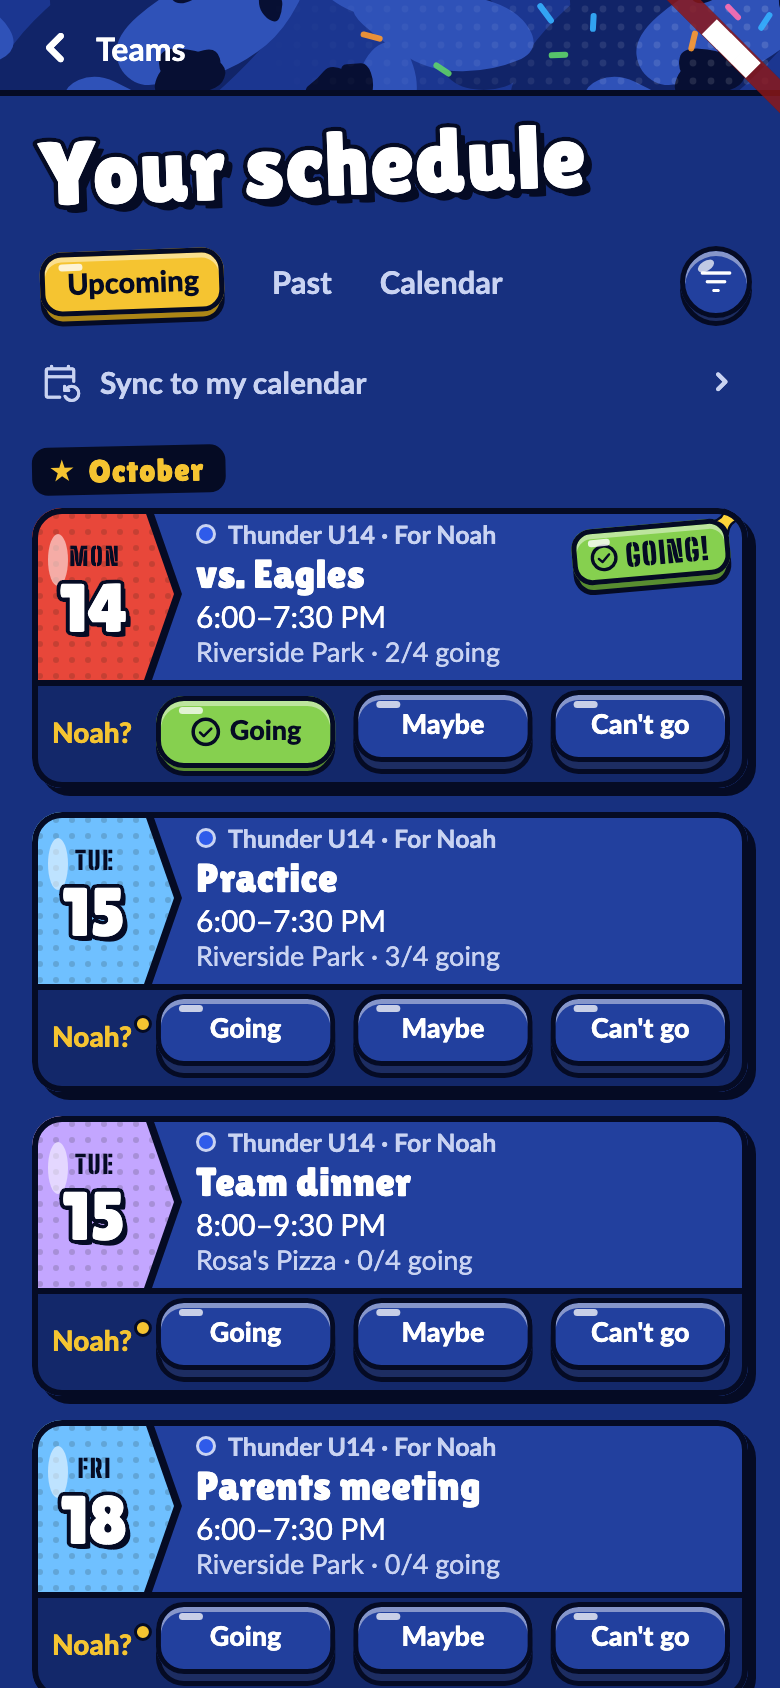 Teams
Your schedule
Upcoming Past Calendar
Sync to my calendar
★ October
MON
14
Thunder U14 · For Noah
vs. Eagles
6:00–7:30 PM
Riverside Park · 2/4 going
GOING!
Noah? Going Maybe Can't go
TUE
15
Thunder U14 · For Noah
Practice
6:00–7:30 PM
Riverside Park · 3/4 going
Noah? Going Maybe Can't go
TUE
15
Thunder U14 · For Noah
Team dinner
8:00–9:30 PM
Rosa's Pizza · 0/4 going
Noah? Going Maybe Can't go
FRI
18
Thunder U14 · For Noah
Parents meeting
6:00–7:30 PM
Riverside Park · 0/4 going
Noah? Going Maybe Can't go